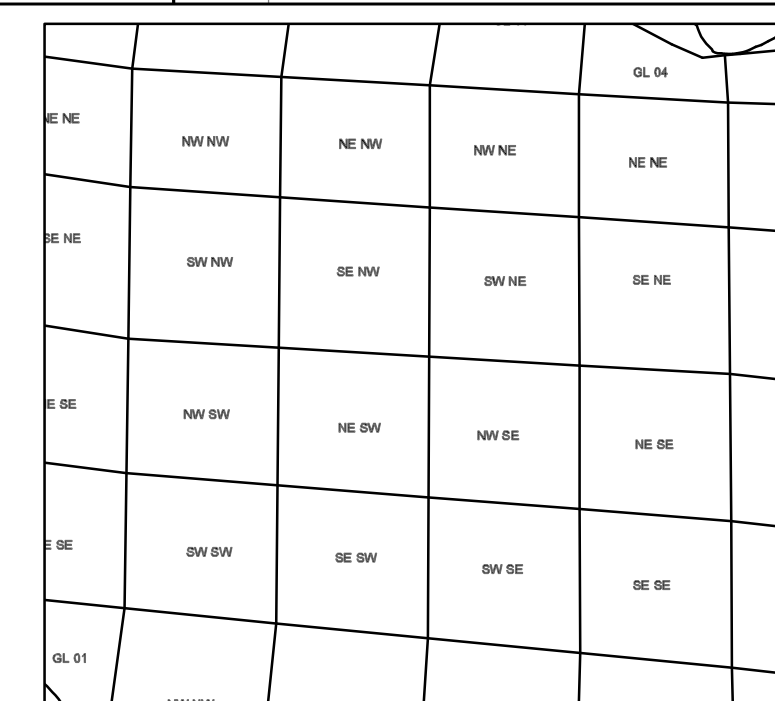 GL 04
NE NE
NW NW
NE NW
NW NE
NE NE
SE NE
SW NW
SE NW
SW NE
SE NE
E SE
NW SW
NE SW
NW SE
NE SE
E SE
SW SW
SE SW
SW SE
SE SE
GL 01